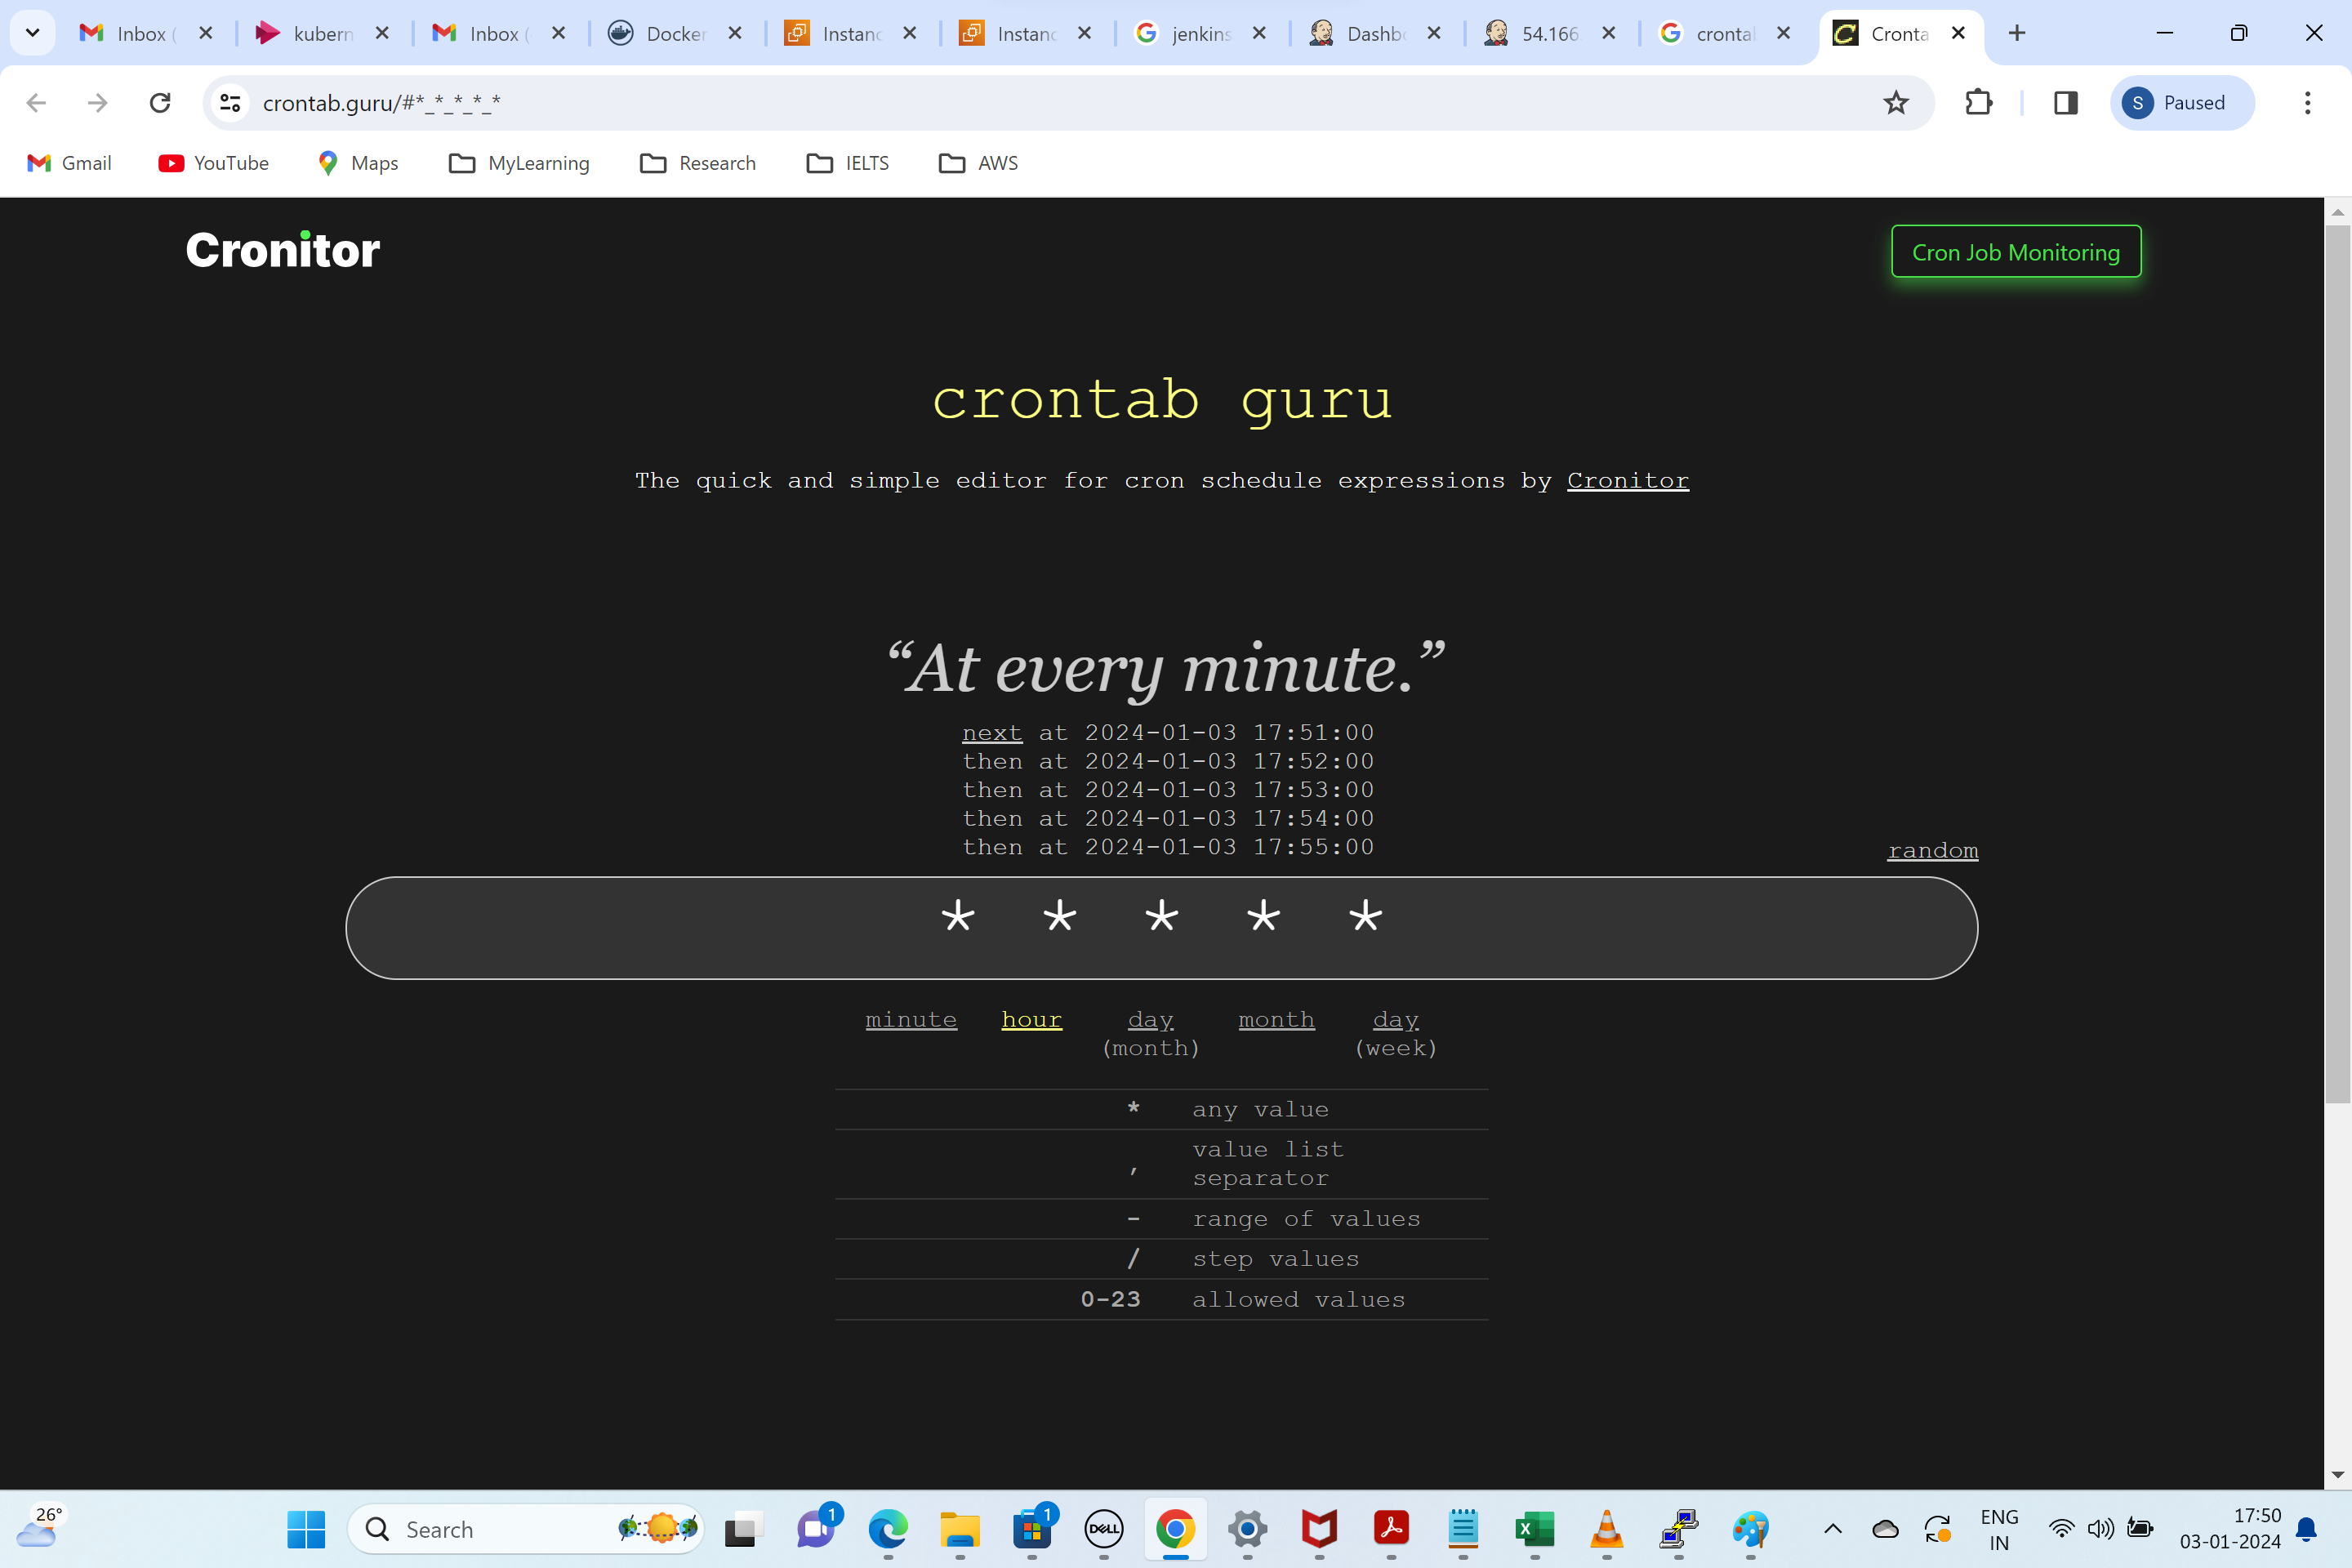 Inbox (
kubern
Inbox (
Docker
Instanc
Instanc
jenkins
Dashb
54.166
crontab
Cronta
crontab.guru/#*_*_*_*_*
S
Paused
Gmail
YouTube
Maps
MyLearning
Research
IELTS
AWS
Cronitor
Cron Job Monitoring
crontab guru
The quick and simple editor for cron schedule expressions by Cronitor
“At every minute.”
next at 2024-01-03 17:51:00
then at 2024-01-03 17:52:00
then at 2024-01-03 17:53:00
then at 2024-01-03 17:54:00
then at 2024-01-03 17:55:00
random
* * * * *
minute hour day month day
(month) (week)
* any value
, value list
separator
- range of values
/ step values
0-23 allowed values
26°
Search
1
1
DELL
ENG
IN
17:50
03-01-2024